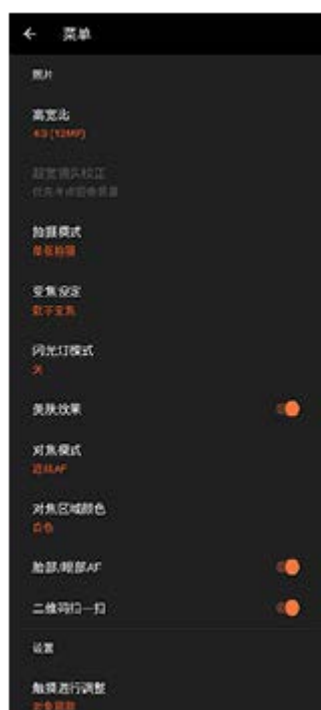 菜单
照片
高宽比
4:3 (12MP)
超宽镜头校正
优先考虑图像质量
拍摄模式
单张拍摄
变焦设定
数字变焦
闪光灯模式
关
美肤效果
对焦模式
连续AF
对焦区域颜色
白色
脸部/眼部AF
二维码扫一扫
设置
触摸进行调整
对象跟踪